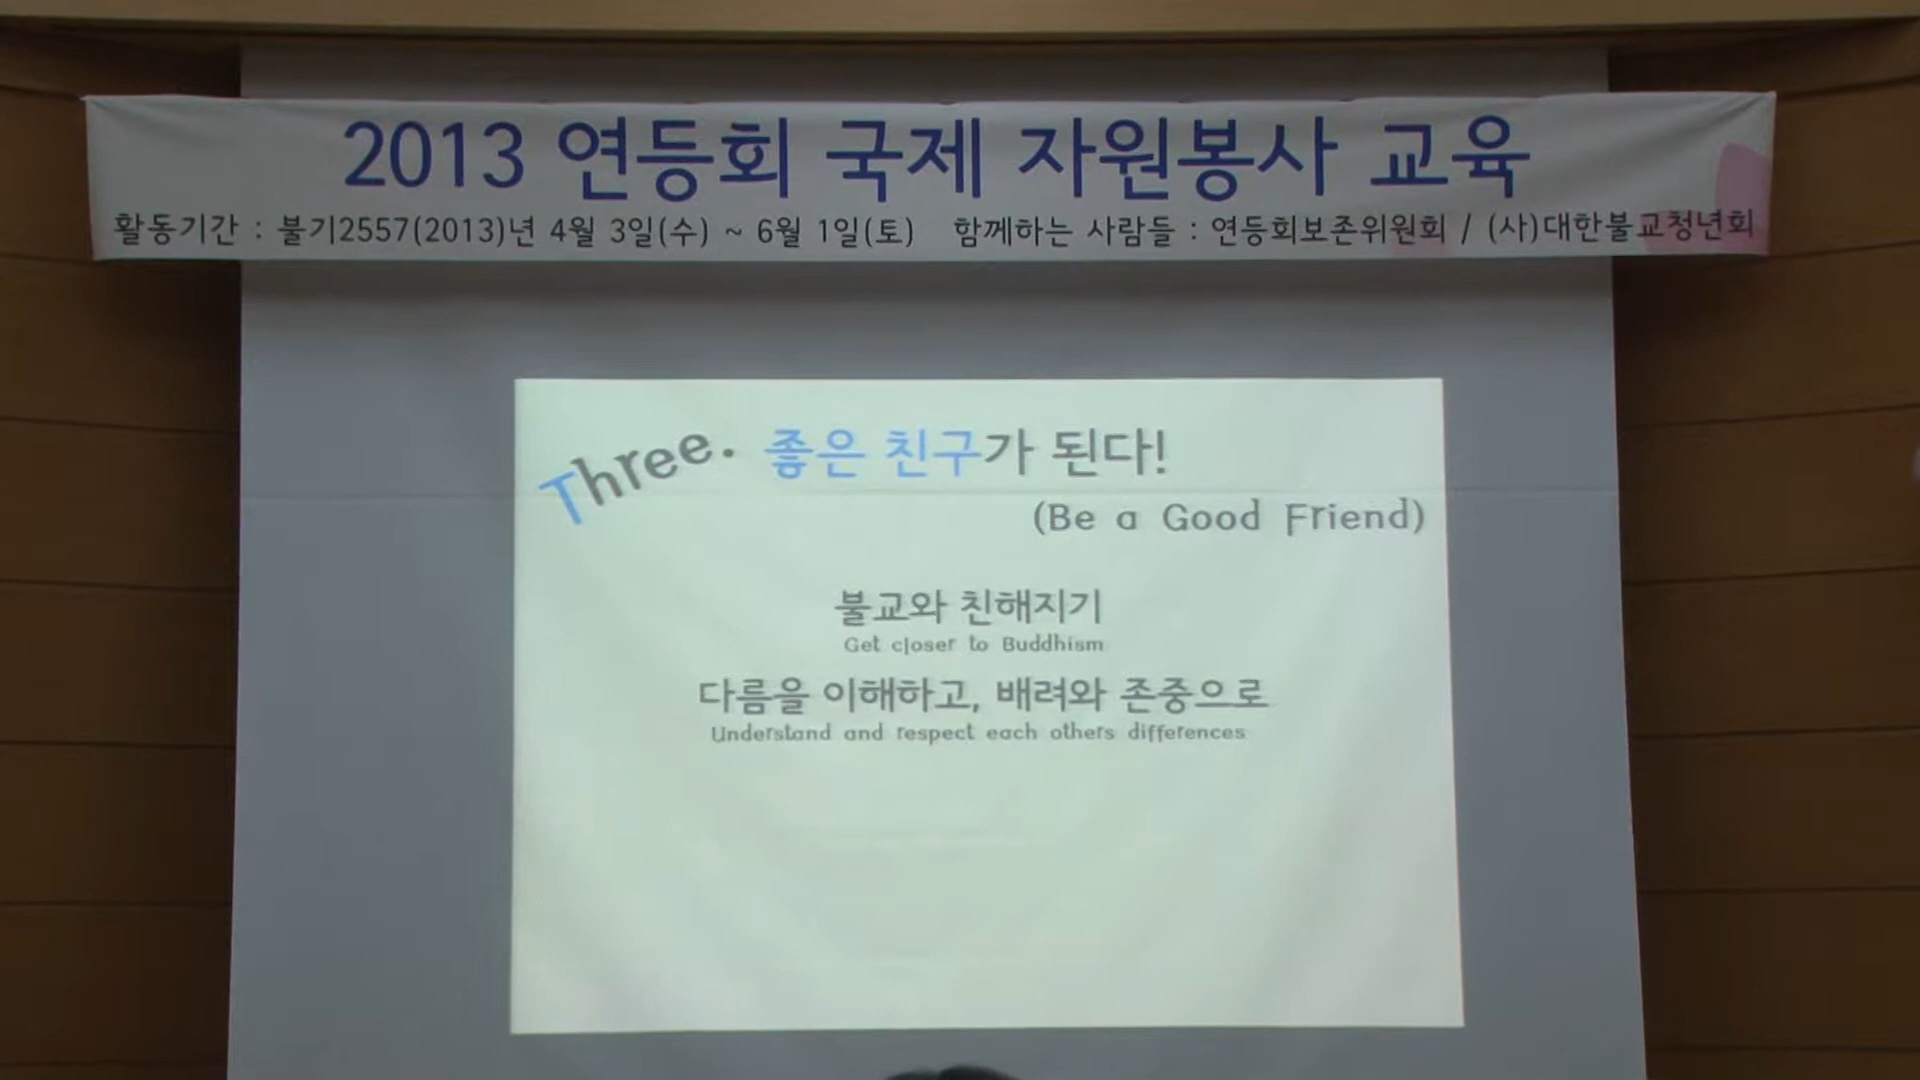 2013 연등회 국제 자원봉사 교육
활동기간 : 불기2557(2013)년 4월 3일(수) ~ 6월 1일(토) 함께하는 사람들 : 연등회보존위원회 / (사)대한불교청년회
Three. 좋은 친구가 된다!
(Be a Good Friend)
불교와 친해지기
Get closer to Buddhism
다름을 이해하고, 배려와 존중으로
Understand and respect each others differences